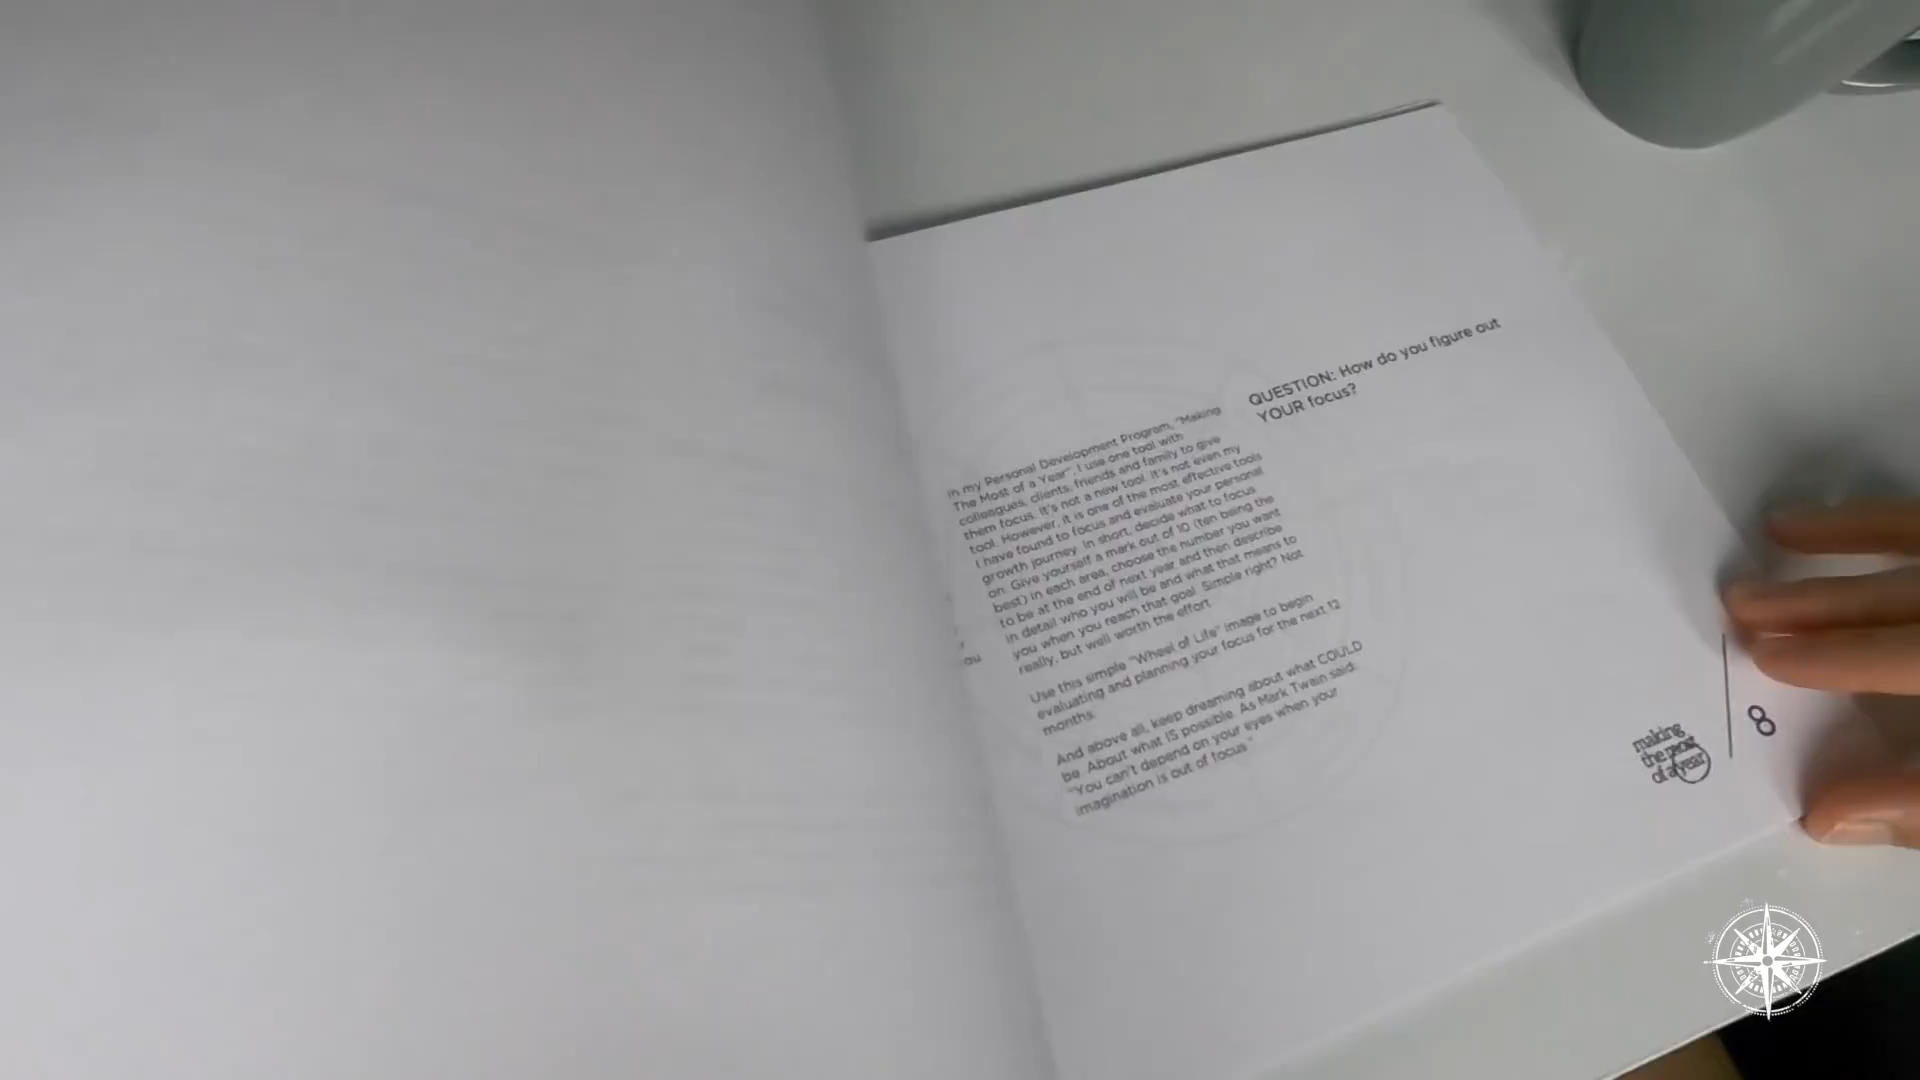 QUESTION: How do you figure out
YOUR focus?
In my Personal Development Program, "Making
The Most of a Year", I use one tool with
colleagues, clients, friends and family to give
them focus. It's not a new tool. It's not even my
tool. However, it is one of the most effective tools
I have found to focus and evaluate your personal
growth journey. In short, decide what to focus
on. Give yourself a mark out of 10 (ten being the
best) in each area, choose the number you want
to be at the end of next year and then describe
in detail who you will be and what that means to
you when you reach that goal. Simple right? Not
really, but well worth the effort.
Use this simple "Wheel of Life" image to begin
evaluating and planning your focus for the next 12
months.
And above all, keep dreaming about what COULD
be. About what IS possible. As Mark Twain said:
"You can't depend on your eyes when your
imagination is out of focus."
making
the most
of a year
8